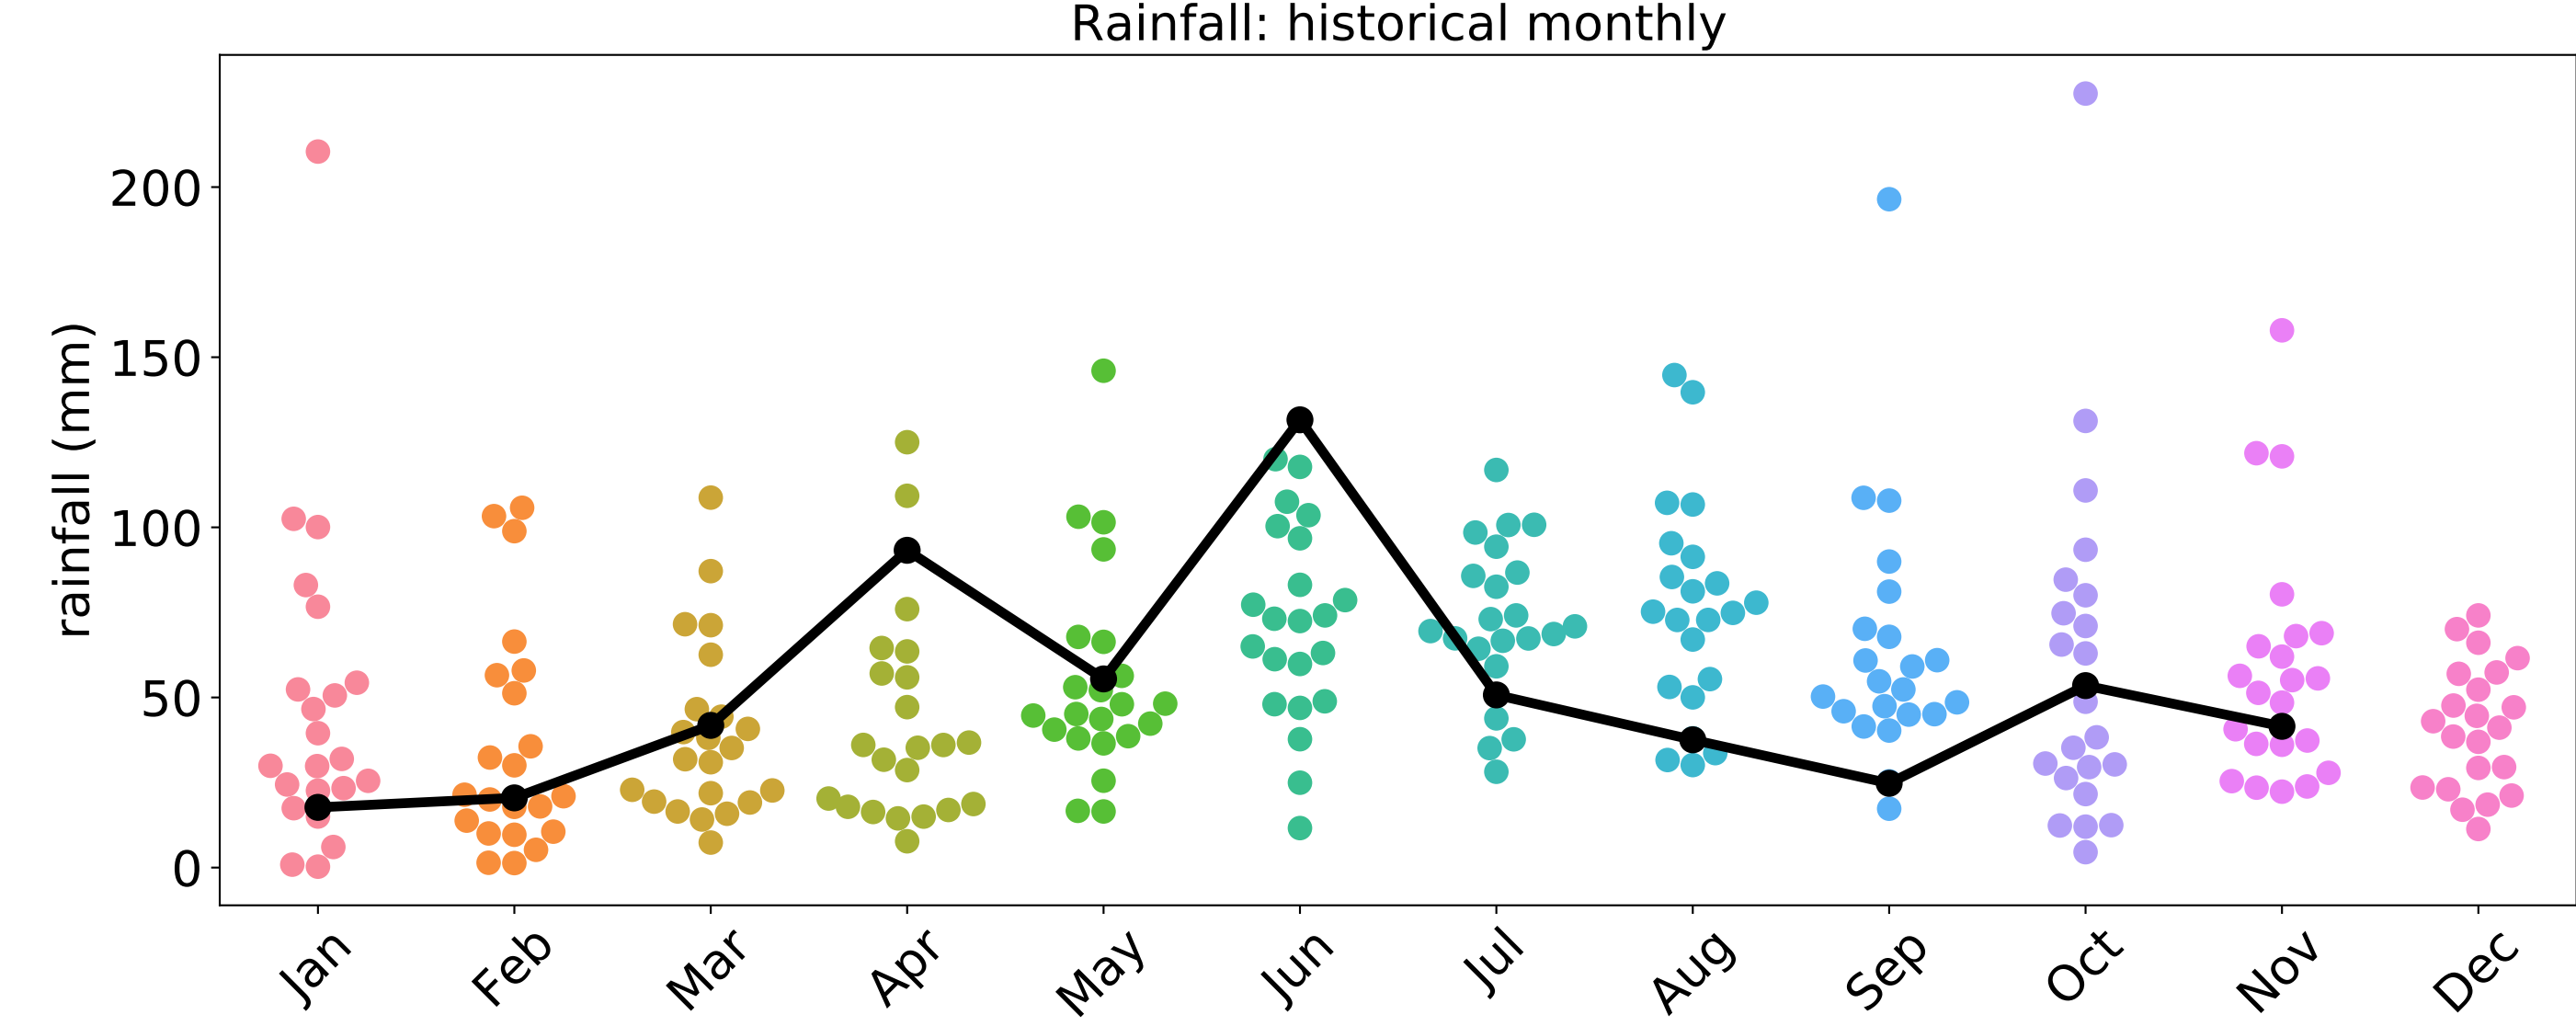 Rainfall: historical monthly
rainfall (mm)
200
150
100
50
0
Jan
Feb
Mar
Apr
May
Jun
Jul
Aug
Sep
Oct
Nov
Dec